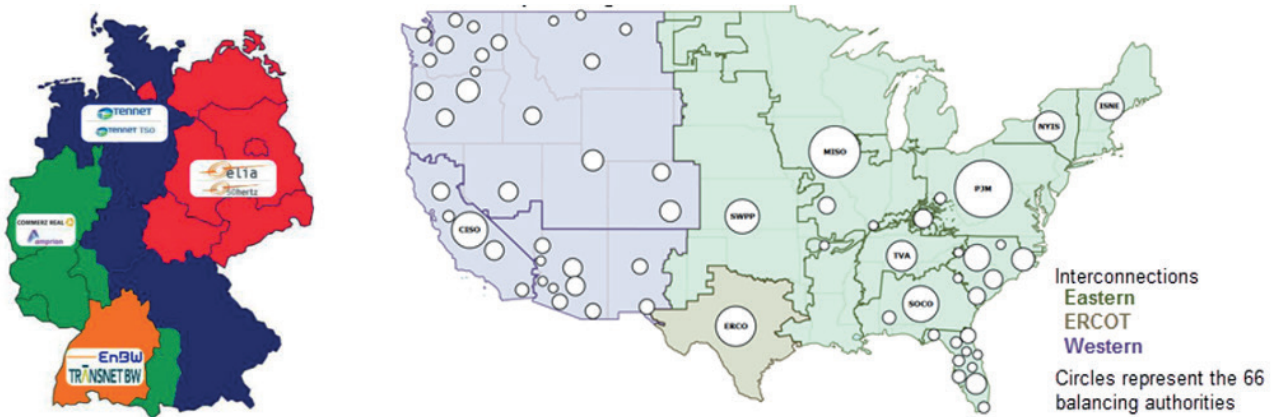 TENNET
TENNET TSO
elia
50hertz
COMMERZ REAL
Amprion
EnBW
TRANSNET BW
ISNE
NYIS
MISO
PJM
SWPP
CISO
TVA
SOCO
ERCO
Interconnections
Eastern
ERCOT
Western
Circles represent the 66
balancing authorities